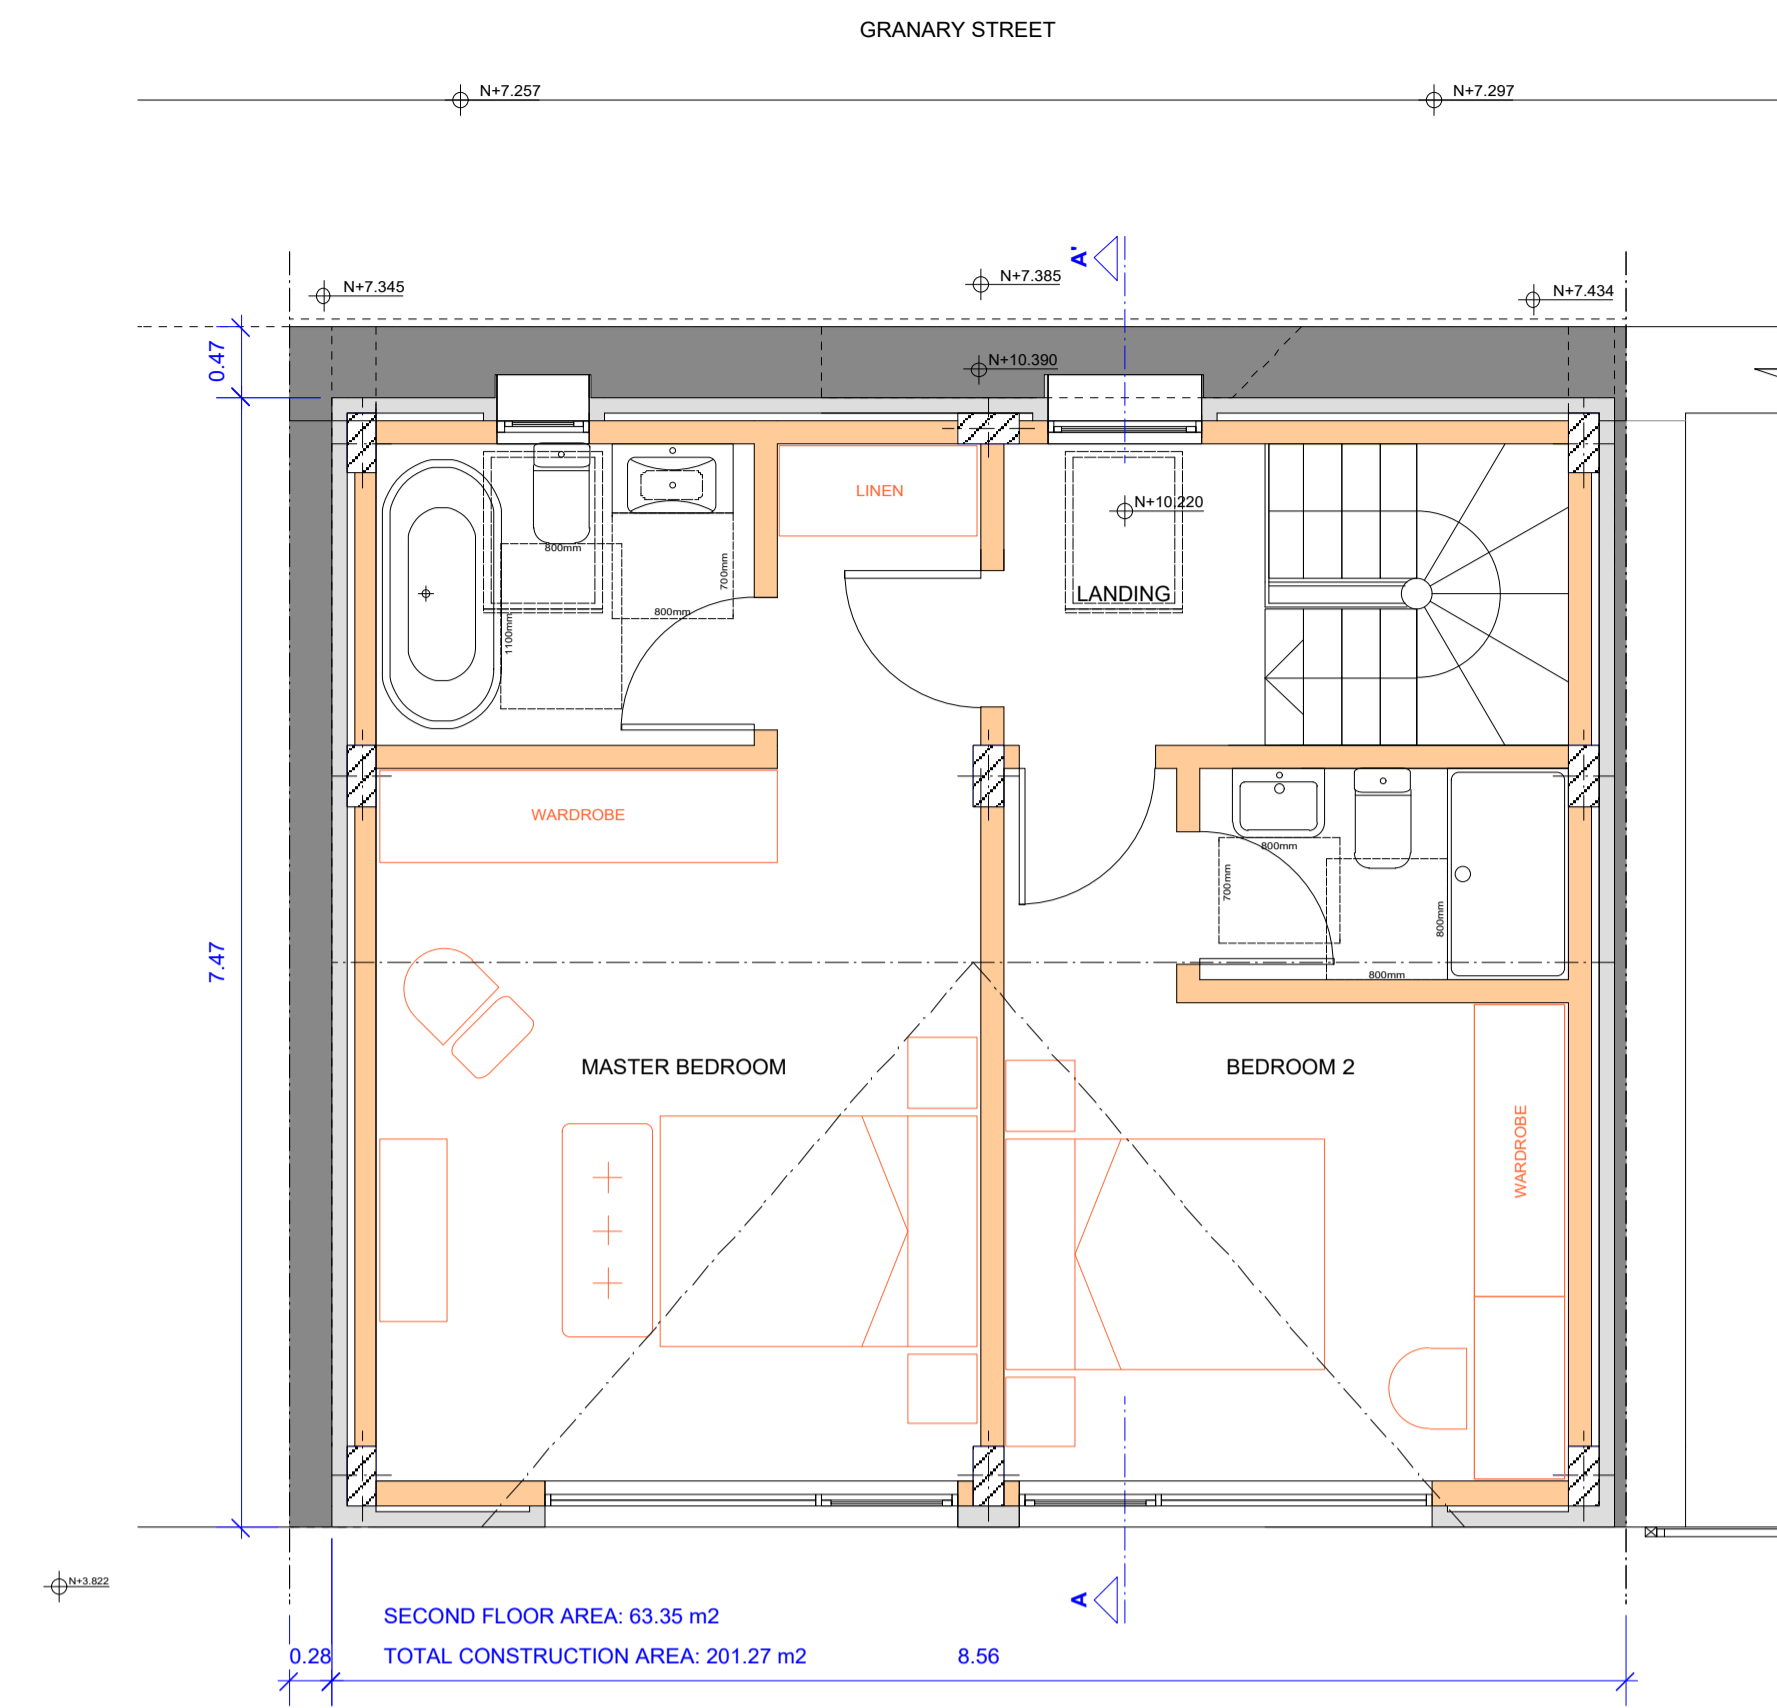 GRANARY STREET
N+7.257
N+7.297
A'
N+7.385
N+7.345
N+7.434
0.47
N+10.390
LINEN
N+10.220
800mm
700mm
LANDING
800mm
1100mm
WARDROBE
800mm
700mm
800mm
7.47
800mm
MASTER BEDROOM
BEDROOM 2
WARDROBE
N+3.822
A
SECOND FLOOR AREA: 63.35 m2
0.28
TOTAL CONSTRUCTION AREA: 201.27 m2
8.56